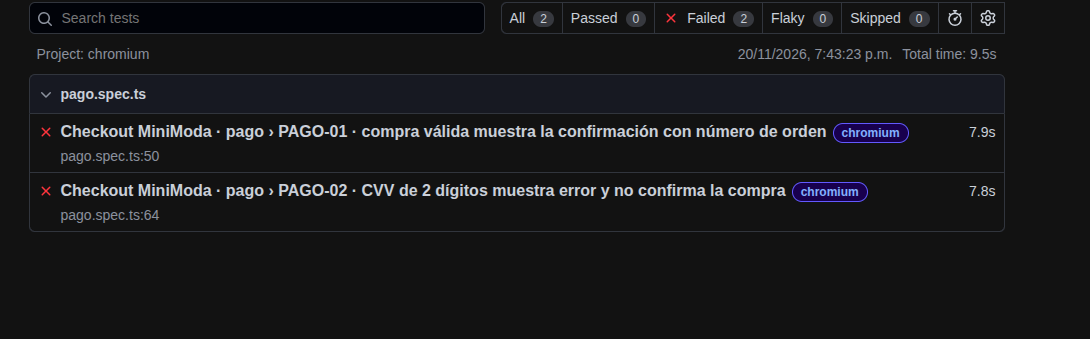 Search tests
All 2 Passed 0 Failed 2 Flaky 0 Skipped 0
Project: chromium 20/11/2026, 7:43:23 p.m. Total time: 9.5s
pago.spec.ts
Checkout MiniModa · pago › PAGO-01 · compra válida muestra la confirmación con número de orden chromium 7.9s
pago.spec.ts:50
Checkout MiniModa · pago › PAGO-02 · CVV de 2 dígitos muestra error y no confirma la compra chromium 7.8s
pago.spec.ts:64